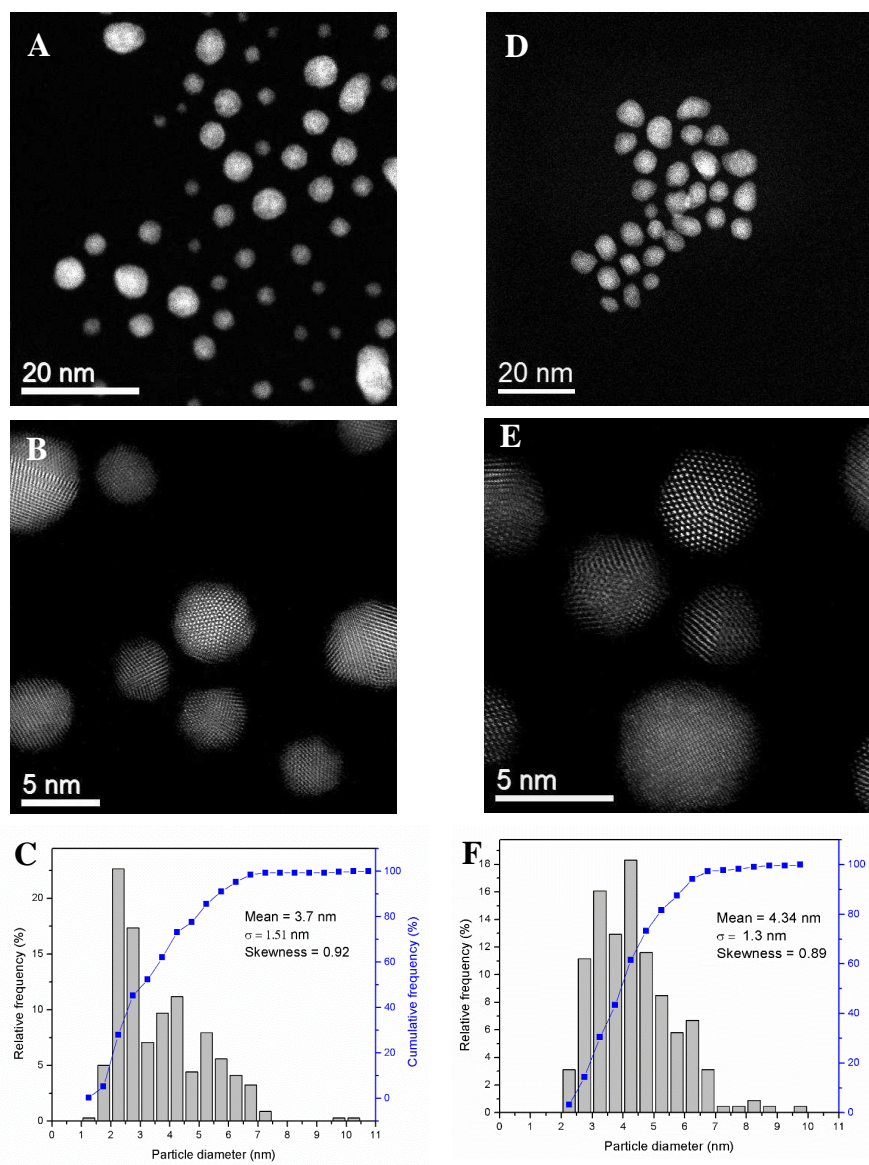 A
20 nm
D
20 nm
B
5 nm
E
5 nm
C
Relative frequency (%)
20
15
10
5
0
Mean = 3.7 nm
σ = 1.51 nm
Skewness = 0.92
100
80
60
40
20
0
Cumulative frequency (%)
0 1 2 3 4 5 6 7 8 9 10 11
Particle diameter (nm)
F
Relative frequency (%)
18
16
14
12
10
8
6
4
2
0
Mean = 4.34 nm
σ = 1.3 nm
Skewness = 0.89
100
80
60
40
20
0
0 1 2 3 4 5 6 7 8 9 10 11
Particle diameter (nm)